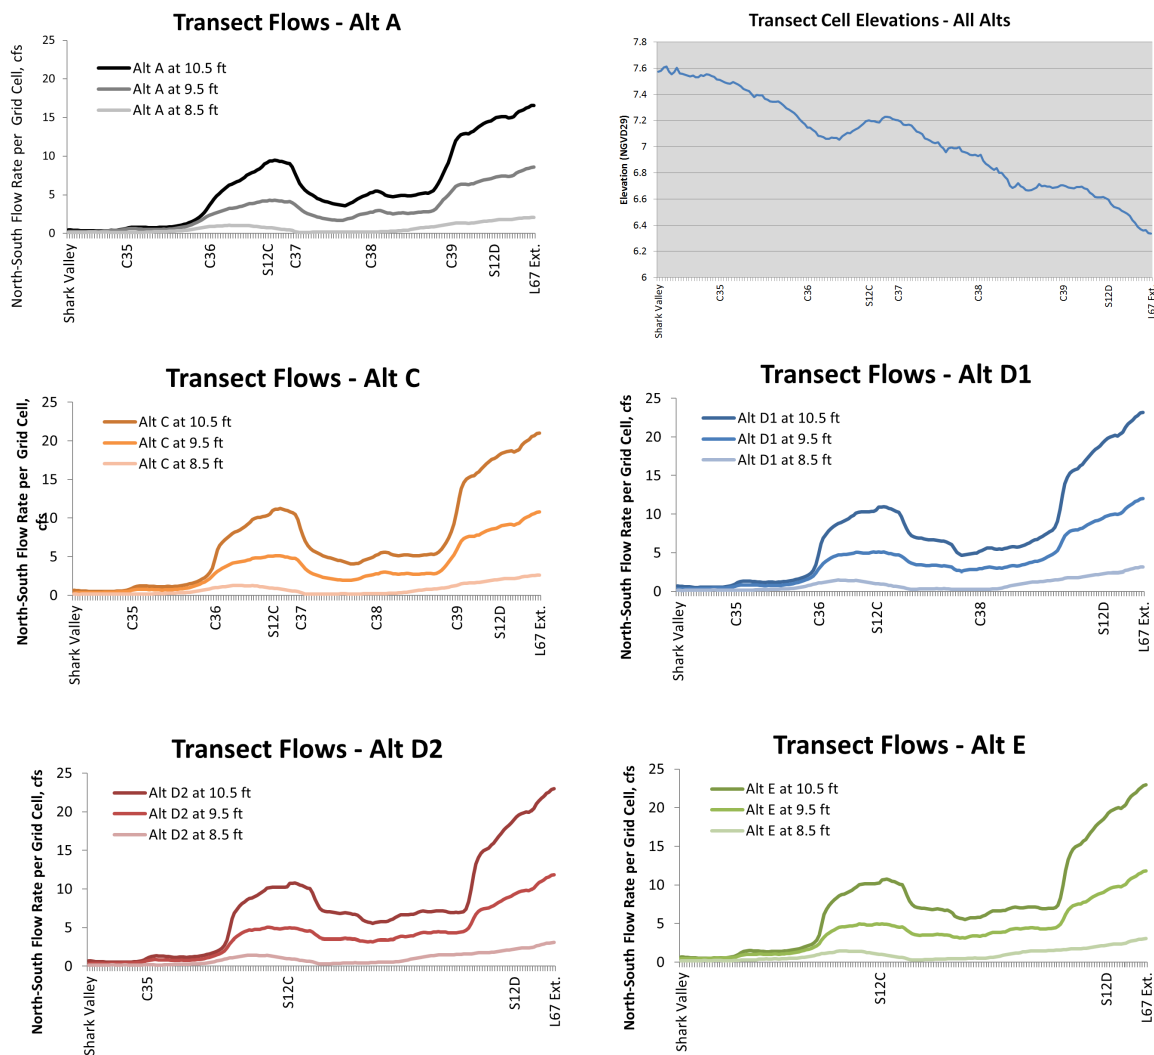 Transect Flows - Alt A
North-South Flow Rate per Grid Cell, cfs
25
20
15
10
5
0
Alt A at 10.5 ft
Alt A at 9.5 ft
Alt A at 8.5 ft
Shark Valley
C35
C36
S12C
C37
C38
C39
S12D
L67 Ext.
Transect Cell Elevations - All Alts
Elevation (NGVD29)
7.8
7.6
7.4
7.2
7
6.8
6.6
6.4
6.2
6
Shark Valley
C35
C36
S12C
C37
C38
C39
S12D
L67 Ext.
Transect Flows - Alt C
North-South Flow Rate per Grid Cell,
cfs
25
20
15
10
5
0
Alt C at 10.5 ft
Alt C at 9.5 ft
Alt C at 8.5 ft
Shark Valley
C35
C36
S12C
C37
C38
C39
S12D
L67 Ext.
Transect Flows - Alt D1
North-South Flow Rate per Grid Cell, cfs
25
20
15
10
5
0
Alt D1 at 10.5 ft
Alt D1 at 9.5 ft
Alt D1 at 8.5 ft
Shark Valley
C35
C36
S12C
C38
S12D
L67 Ext.
Transect Flows - Alt D2
North-South Flow Rate per Grid Cell, cfs
25
20
15
10
5
0
Alt D2 at 10.5 ft
Alt D2 at 9.5 ft
Alt D2 at 8.5 ft
Shark Valley
C35
S12C
S12D
L67 Ext.
Transect Flows - Alt E
North-South Flow Rate per Grid Cell, cfs
25
20
15
10
5
0
Alt E at 10.5 ft
Alt E at 9.5 ft
Alt E at 8.5 ft
Shark Valley
S12C
S12D
L67 Ext.